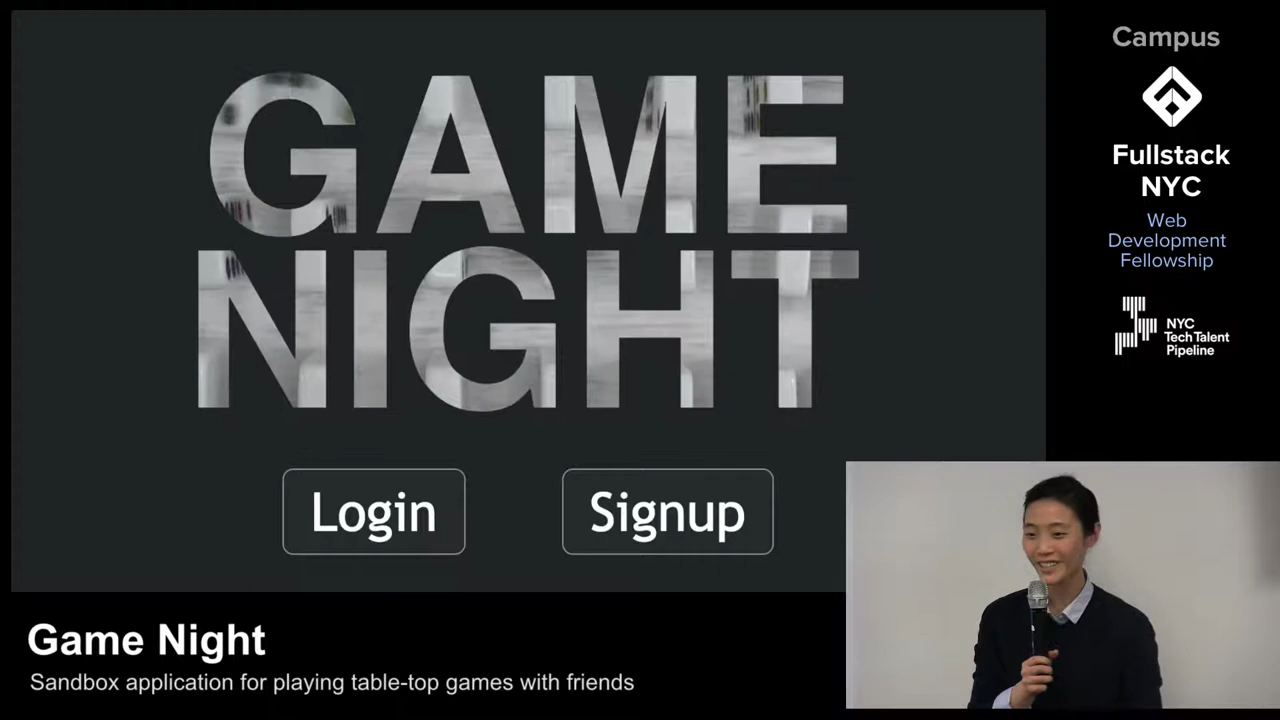 GAME
NIGHT
Login
Signup
Game Night
Sandbox application for playing table-top games with friends
Campus
Fullstack
NYC
Web
Development
Fellowship
NYC
Tech Talent
Pipeline